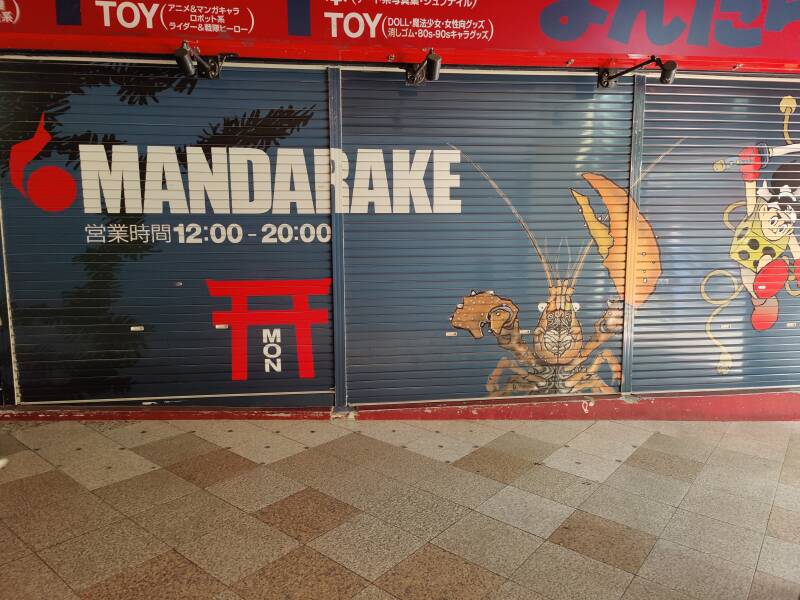 TOY
アニメ&マンガキャラ
ロボット系
ライダー&戦隊ヒーロー
TOY
DOLL・魔法少女・女性向グッズ
消しゴム・80s-90sキャラグッズ
MANDARAKE
営業時間 12:00 - 20:00
MON